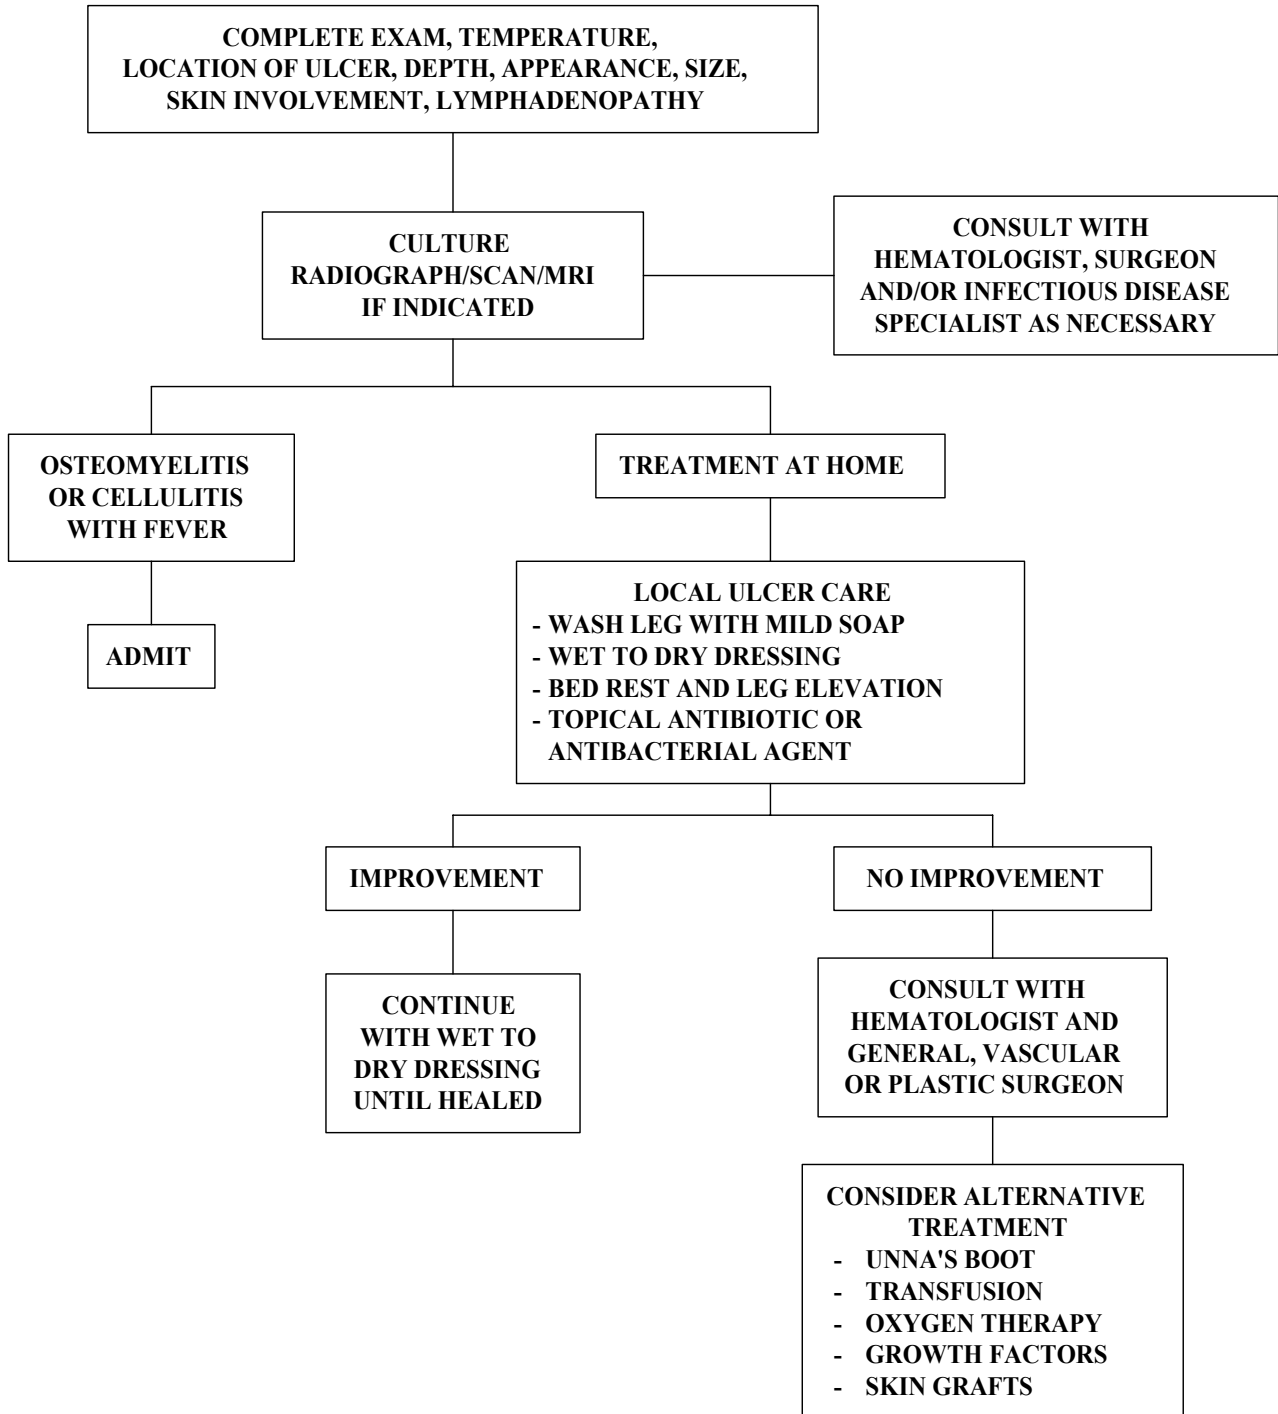 COMPLETE EXAM, TEMPERATURE,
LOCATION OF ULCER, DEPTH, APPEARANCE, SIZE,
SKIN INVOLVEMENT, LYMPHADENOPATHY
CULTURE
RADIOGRAPH/SCAN/MRI
IF INDICATED
CONSULT WITH
HEMATOLOGIST, SURGEON
AND/OR INFECTIOUS DISEASE
SPECIALIST AS NECESSARY
OSTEOMYELITIS
OR CELLULITIS
WITH FEVER
TREATMENT AT HOME
ADMIT
LOCAL ULCER CARE
- WASH LEG WITH MILD SOAP
- WET TO DRY DRESSING
- BED REST AND LEG ELEVATION
- TOPICAL ANTIBIOTIC OR
ANTIBACTERIAL AGENT
IMPROVEMENT
NO IMPROVEMENT
CONTINUE
WITH WET TO
DRY DRESSING
UNTIL HEALED
CONSULT WITH
HEMATOLOGIST AND
GENERAL, VASCULAR
OR PLASTIC SURGEON
CONSIDER ALTERNATIVE
TREATMENT
- UNNA'S BOOT
- TRANSFUSION
- OXYGEN THERAPY
- GROWTH FACTORS
- SKIN GRAFTS